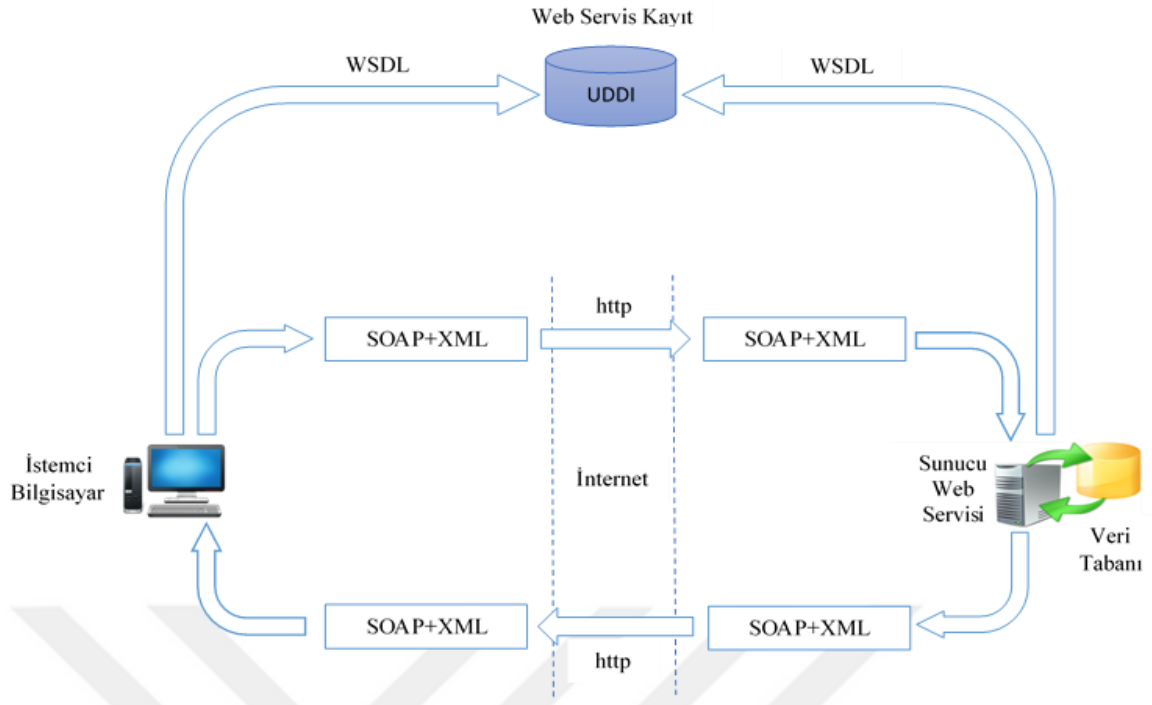 Web Servis Kayıt
WSDL
WSDL
UDDI
http
SOAP+XML
SOAP+XML
İstemci
Bilgisayar
İnternet
Sunucu
Web
Servisi
Veri
Tabanı
SOAP+XML
SOAP+XML
http